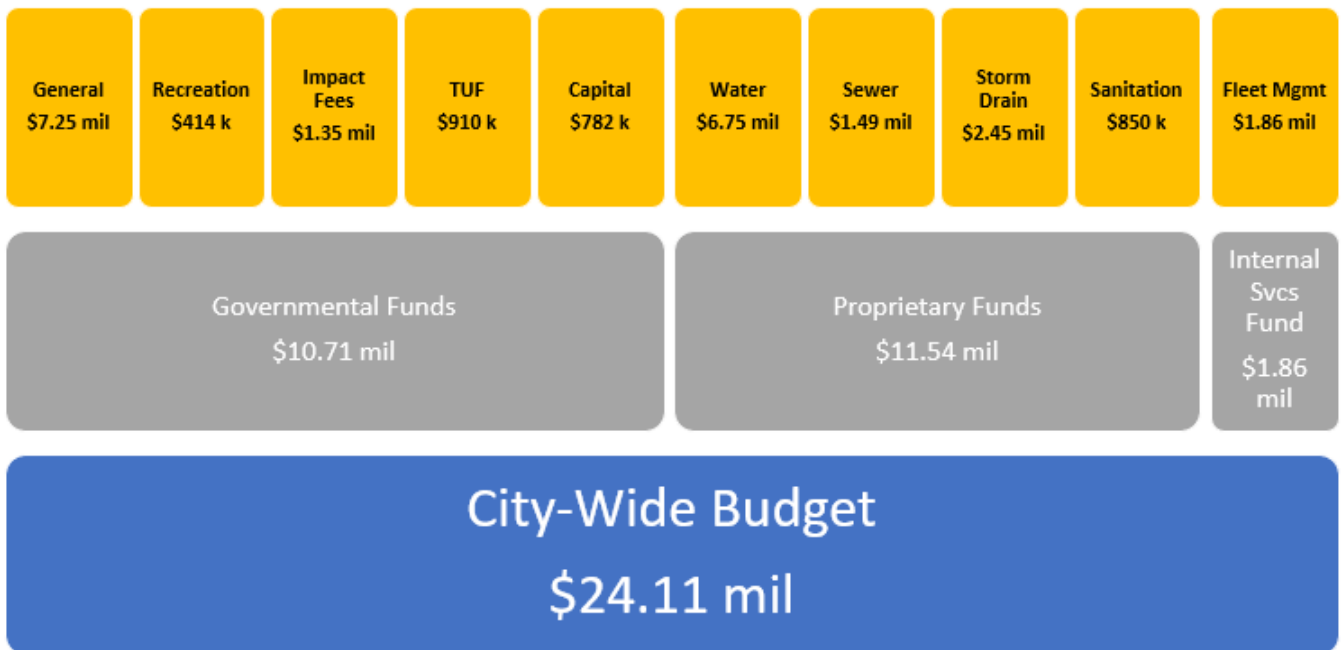 General
$7.25 mil
Recreation
$414 k
Impact
Fees
$1.35 mil
TUF
$910 k
Capital
$782 k
Water
$6.75 mil
Sewer
$1.49 mil
Storm
Drain
$2.45 mil
Sanitation
$850 k
Fleet Mgmt
$1.86 mil
Governmental Funds
$10.71 mil
Proprietary Funds
$11.54 mil
Internal
Svcs
Fund
$1.86
mil
City-Wide Budget
$24.11 mil